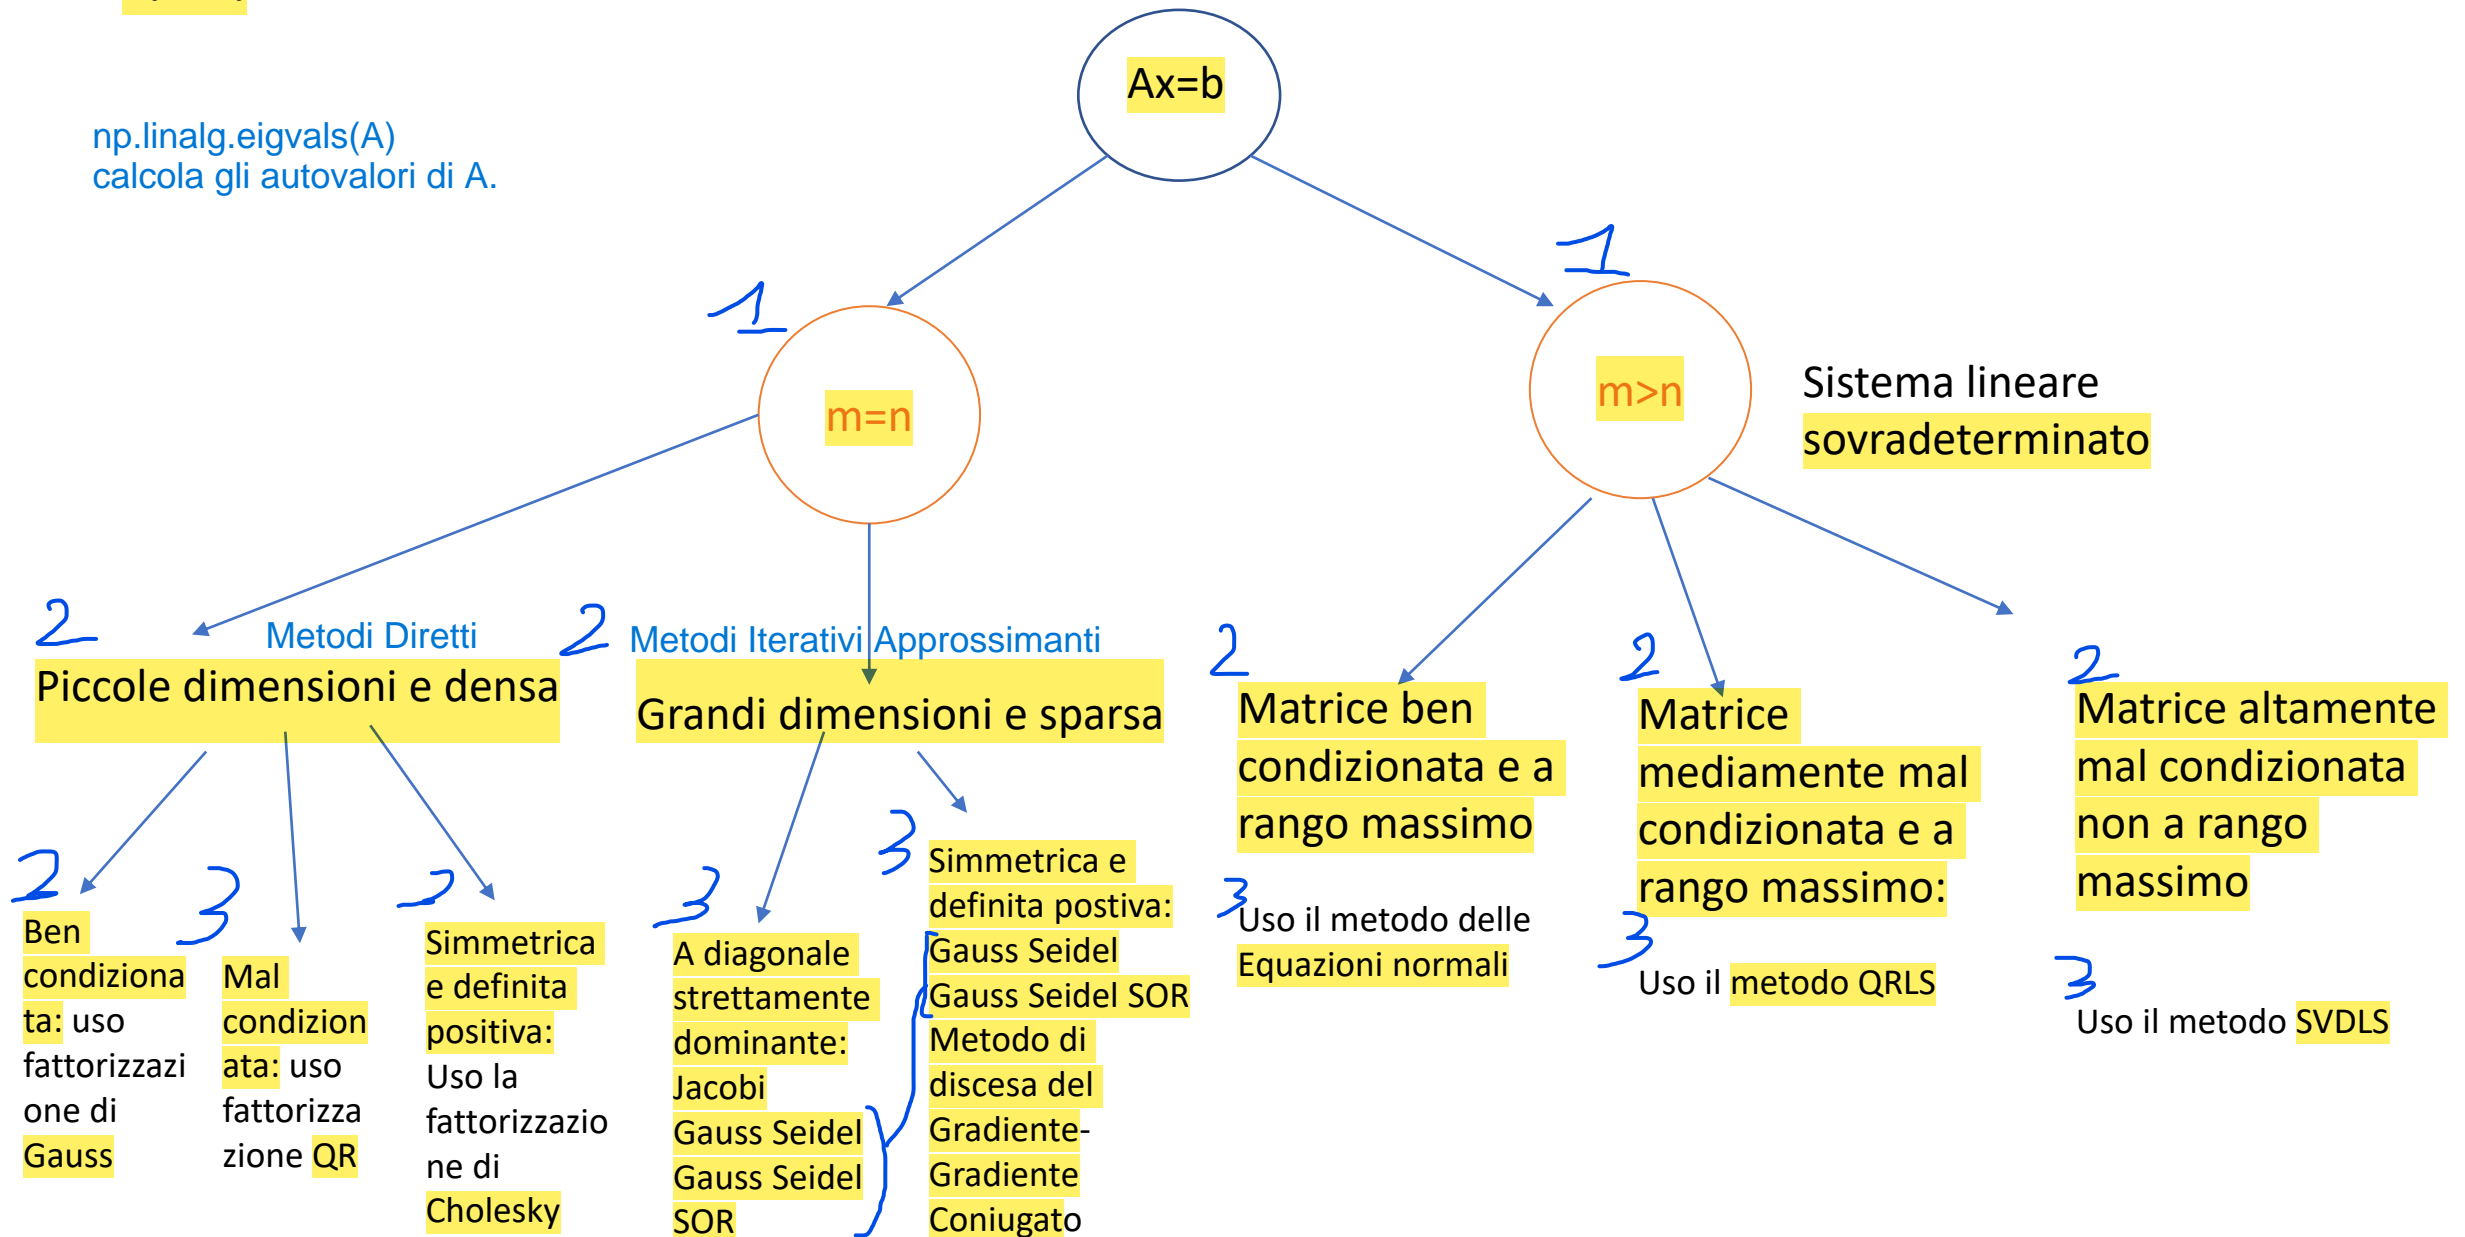 Ax=b
np.linalg.eigvals(A)
calcola gli autovalori di A.
1
1
m=n
m>n
Sistema lineare
sovradeterminato
2
Metodi Diretti
Piccole dimensioni e densa
2
Metodi Iterativi Approssimanti
Grandi dimensioni e sparsa
2
Matrice ben
condizionata e a
rango massimo
2
Matrice
mediamente mal
condizionata e a
rango massimo:
2
Matrice altamente
mal condizionata
non a rango
massimo
Ben
condiziona
ta: uso
fattorizzazi
one di
Gauss
3
Mal
condizion
ata: uso
fattorizza
zione QR
Simmetrica
e definita
positiva:
Uso la
fattorizzazio
ne di
Cholesky
3
A diagonale
strettamente
dominante:
Jacobi
Gauss Seidel
Gauss Seidel
SOR
3
Simmetrica e
definita postiva:
Gauss Seidel
Gauss Seidel SOR
Metodo di
discesa del
Gradiente-
Gradiente
Coniugato
3
Uso il metodo delle
Equazioni normali
3
Uso il metodo QRLS
3
Uso il metodo SVDLS